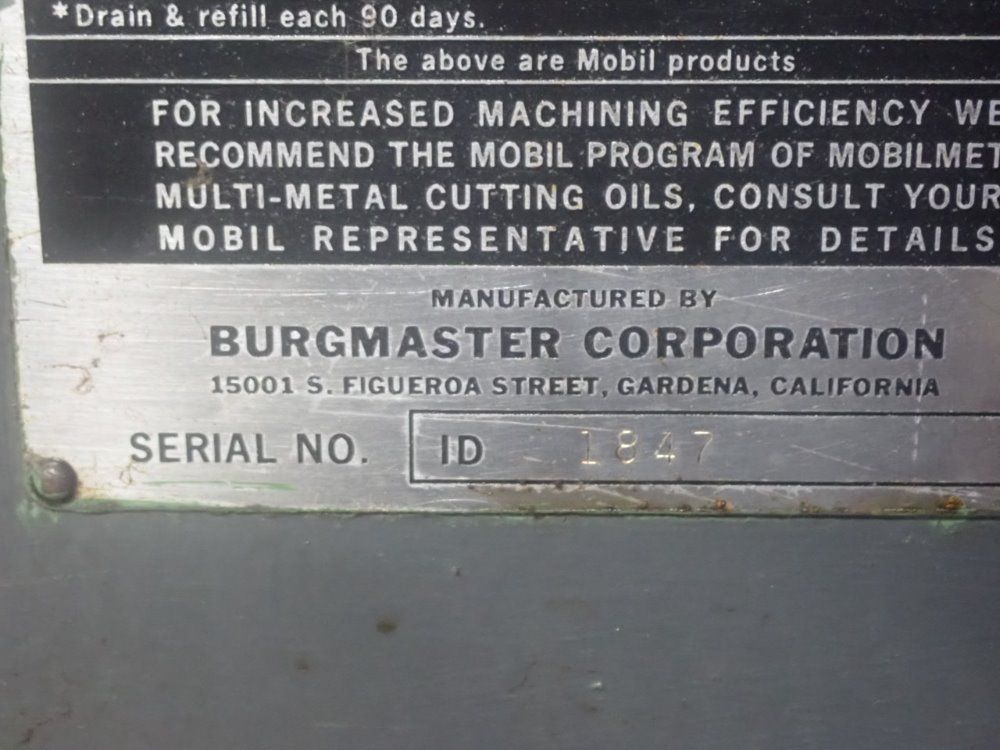 *Drain & refill each 90 days.
The above are Mobil products
FOR INCREASED MACHINING EFFICIENCY WE
RECOMMEND THE MOBIL PROGRAM OF MOBILMET
MULTI-METAL CUTTING OILS, CONSULT YOUR
MOBIL REPRESENTATIVE FOR DETAILS
MANUFACTURED BY
BURGMASTER CORPORATION
15001 S. FIGUEROA STREET, GARDENA, CALIFORNIA
SERIAL NO. ID 1847